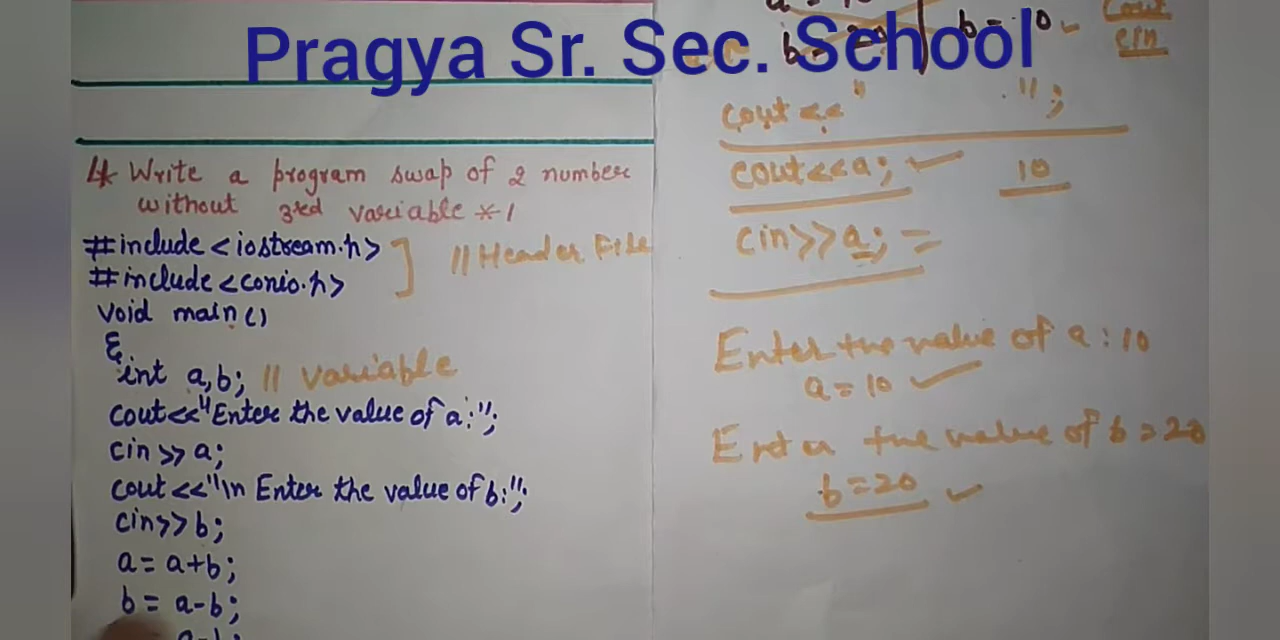 Pragya Sr. Sec. School
4 Write a program swap of 2 number
without 3rd variable */
#include <iostream.h>
#include <conio.h>
] // Header File
void main()
{
int a,b; // variable
cout<<"Enter the value of a:";
cin>>a;
cout<<"\n Enter the value of b:";
cin>>b;
a= a+b;
b= a-b;
b = 20 | b = 10
cout
cin
cout<<" ";
cout<<a; 10
cin>>a; =
Enter the value of a:10
a=10
Enter the value of b=20
b=20